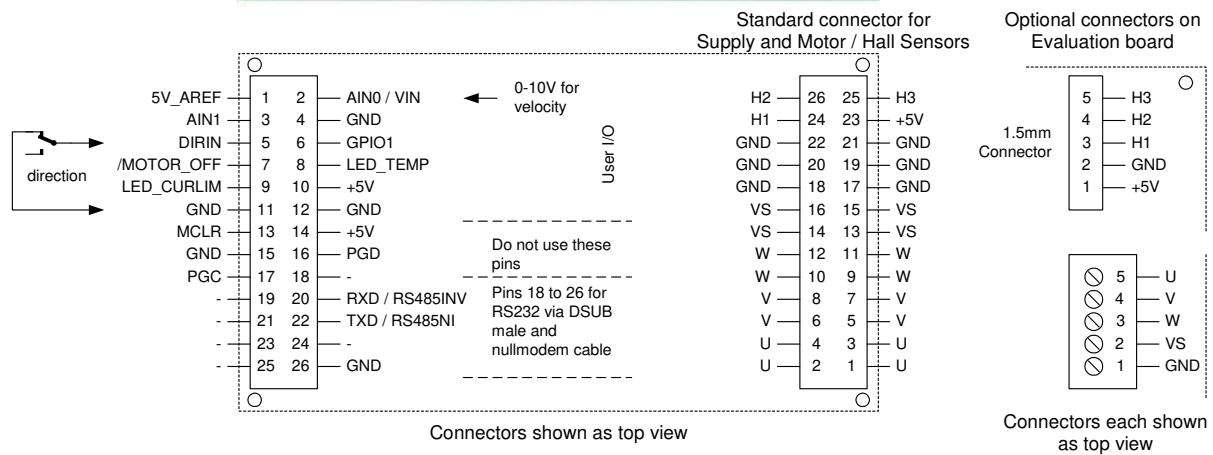 Standard connector for
Supply and Motor / Hall Sensors
Optional connectors on
Evaluation board
5V_AREF 1 2 AIN0 / VIN
AIN1 3 4 GND
DIRIN 5 6 GPIO1
/MOTOR_OFF 7 8 LED_TEMP
LED_CURLIM 9 10 +5V
GND 11 12 GND
MCLR 13 14 +5V
GND 15 16 PGD
PGC 17 18 -
- 19 20 RXD / RS485INV
- 21 22 TXD / RS485NI
- 23 24 -
- 25 26 GND
direction
0-10V for
velocity
User I/O
Do not use these
pins
Pins 18 to 26 for
RS232 via DSUB
male and
nullmodem cable
H2 26 25 H3
H1 24 23 +5V
GND 22 21 GND
GND 20 19 GND
GND 18 17 GND
VS 16 15 VS
VS 14 13 VS
W 12 11 W
W 10 9 W
V 8 7 V
V 6 5 V
U 4 3 U
U 2 1 U
1.5mm
Connector
5 H3
4 H2
3 H1
2 GND
1 +5V
5 U
4 V
3 W
2 VS
1 GND
Connectors shown as top view
Connectors each shown
as top view